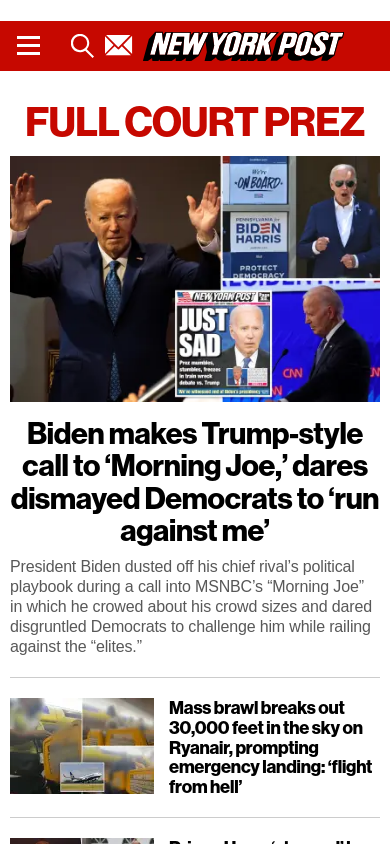 NEW YORK POST
FULL COURT PREZ
We're
-ON BOARD-
PENNSYLVANIA for
BIDEN
HARRIS
PROTECT
DEMOCRACY
NEW YORK POST
JUST
SAD
Prez mumbles,
stumbles, freezes
in train wreck
debate vs. Trump
CNN
CNN
Biden makes Trump-style
call to ‘Morning Joe,’ dares
dismayed Democrats to ‘run
against me’
President Biden dusted off his chief rival’s political
playbook during a call into MSNBC’s “Morning Joe”
in which he crowed about his crowd sizes and dared
disgruntled Democrats to challenge him while railing
against the “elites.”
Mass brawl breaks out
30,000 feet in the sky on
Ryanair, prompting
emergency landing: ‘flight
from hell’